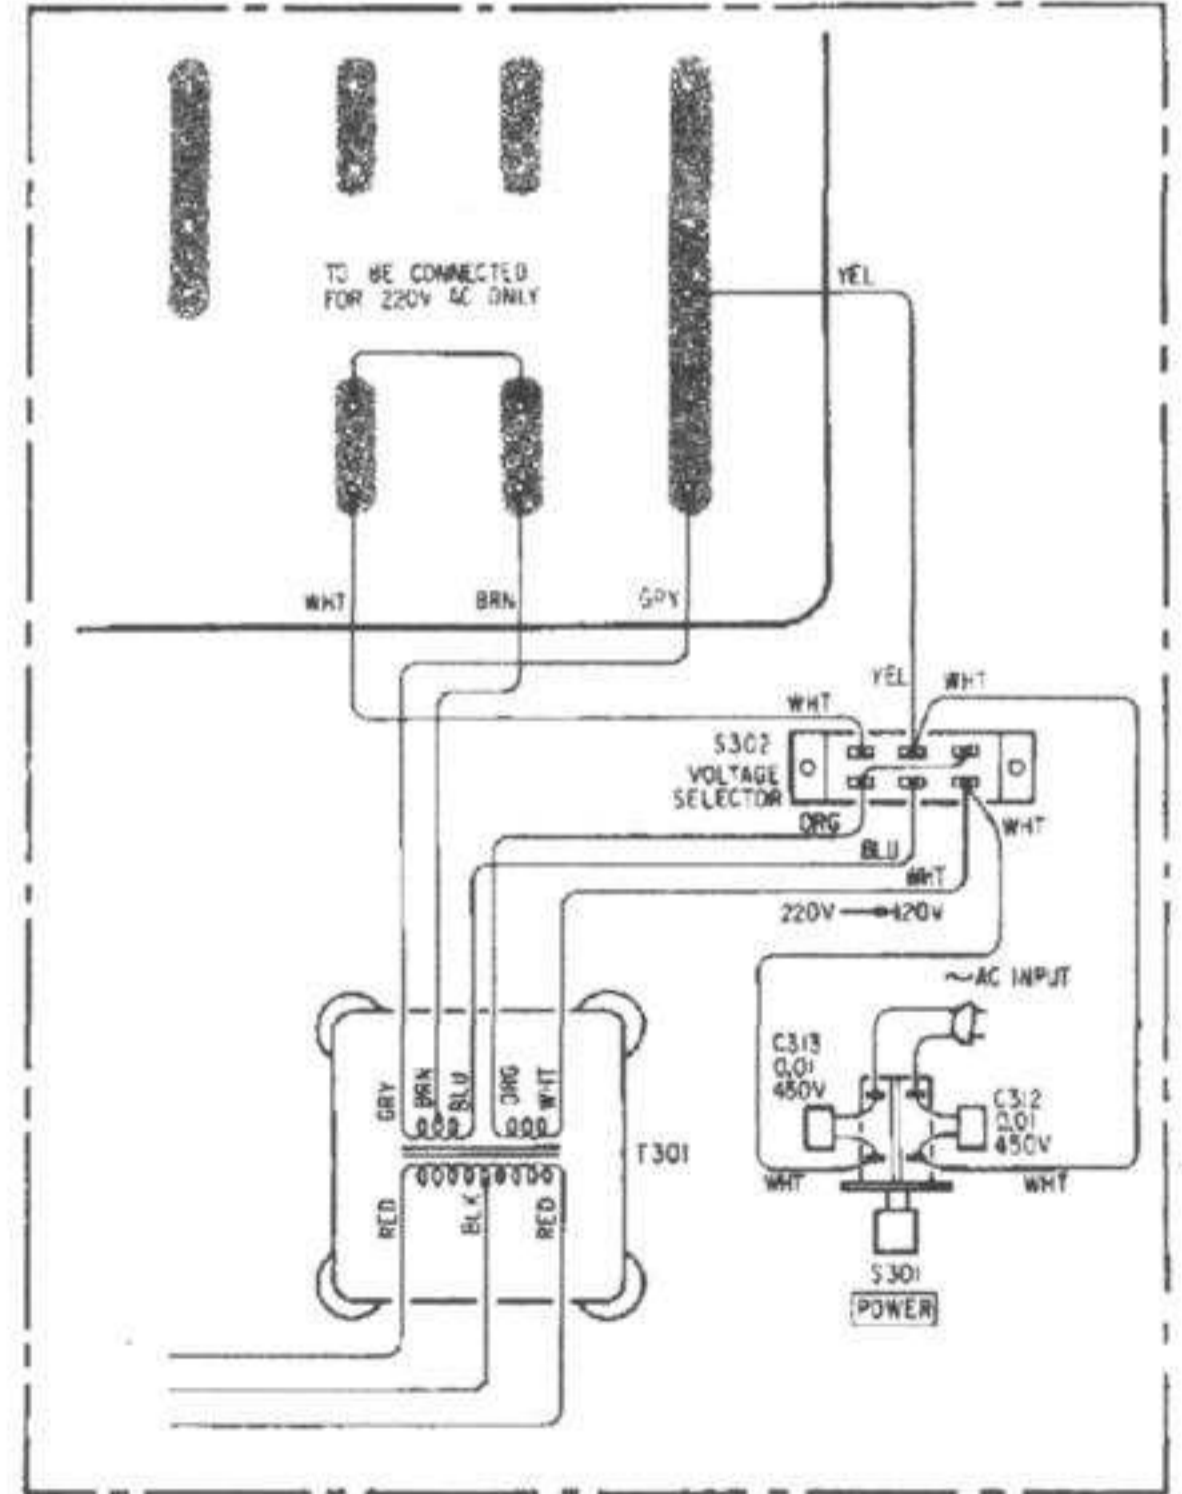 TO BE CONNECTED
FOR 220V AC ONLY
YEL
WHT
BRN
GRY
YEL
WHT
WHT
S302
VOLTAGE
SELECTOR
ORG
WHT
BLU
WHT
220V 120V
~AC INPUT
C313
0.01
450V
C312
0.01
450V
GRY
BRN
BLU
ORG
WHT
T301
WHT
WHT
RED
BLK
RED
S301
POWER